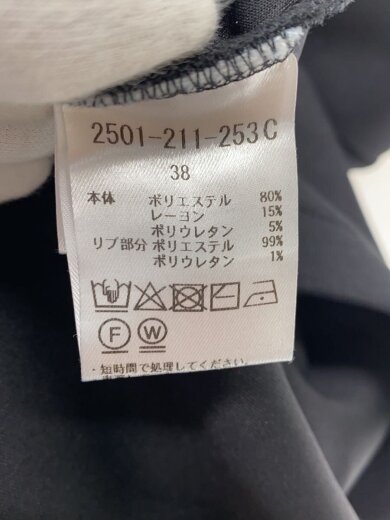 2501-211-253C
38
本体 ポリエステル 80%
レーヨン 15%
ポリウレタン 5%
リブ部分 ポリエステル 99%
ポリウレタン 1%
F W
・短時間で処理してください。